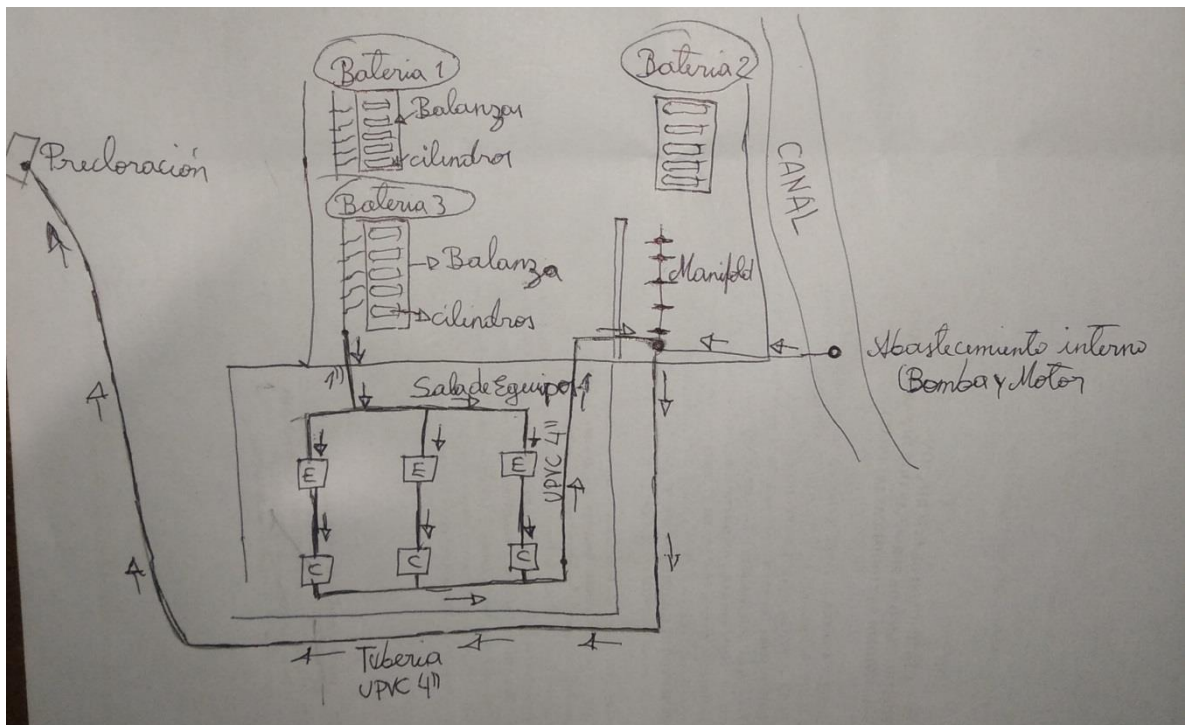 Bateria 1
Balanzas
cilindros
Bateria 2
Precloración
Bateria 3
Balanza
cilindros
CANAL
Manifold
Abastecimiento interno
(Bomba y Motor
1"
Sala de Equipos
UPVC 4"
E
E
E
C
C
C
Tuberia
UPVC 4"